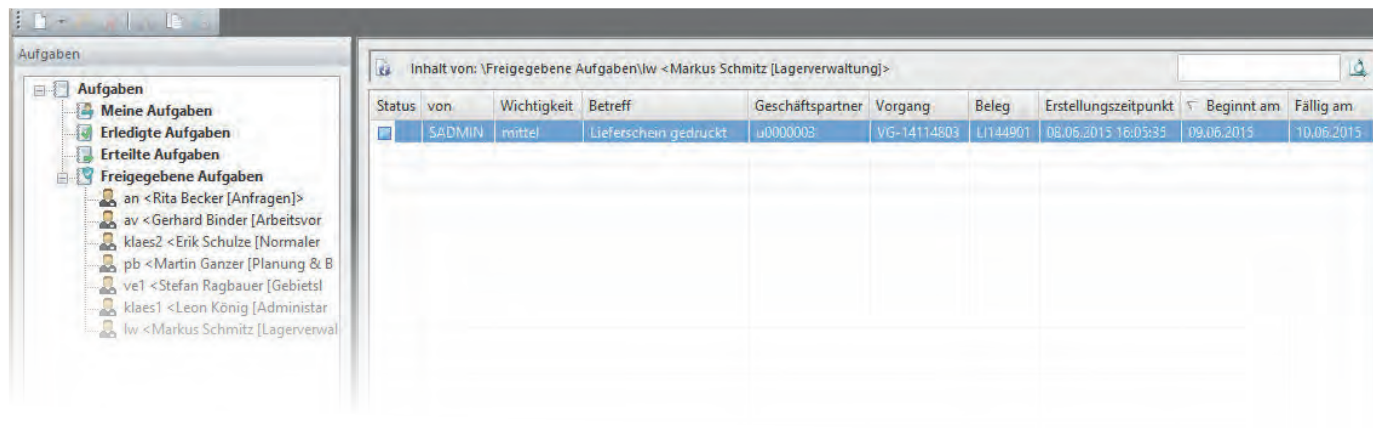 Aufgaben
Aufgaben
Meine Aufgaben
Erledigte Aufgaben
Erteilte Aufgaben
Freigegebene Aufgaben
an <Rita Becker [Anfragen]>
av <Gerhard Binder [Arbeitsvor
klaes2 <Erik Schulze [Normaler
pb <Martin Ganzer [Planung & B
ve1 <Stefan Ragbauer [Gebietsl
klaes1 <Leon König [Administar
lw <Markus Schmitz [Lagerverwal
Inhalt von: \Freigegebene Aufgaben\lw <Markus Schmitz [Lagerverwaltung]>
Status von Wichtigkeit Betreff Geschäftspartner Vorgang Beleg Erstellungszeitpunkt Beginnt am Fällig am
SADMIN mittel Lieferschein gedruckt u0000003 VG-14114803 LI144901 08.06.2015 16:05:35 09.06.2015 10.06.2015